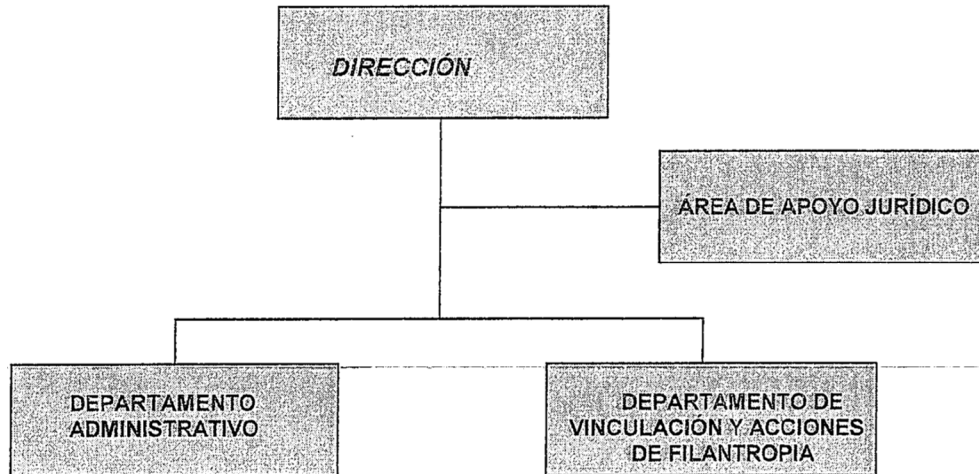 DIRECCIÓN
ÁREA DE APOYO JURÍDICO
DEPARTAMENTO
ADMINISTRATIVO
DEPARTAMENTO DE
VINCULACIÓN Y ACCIONES
DE FILANTROPIA